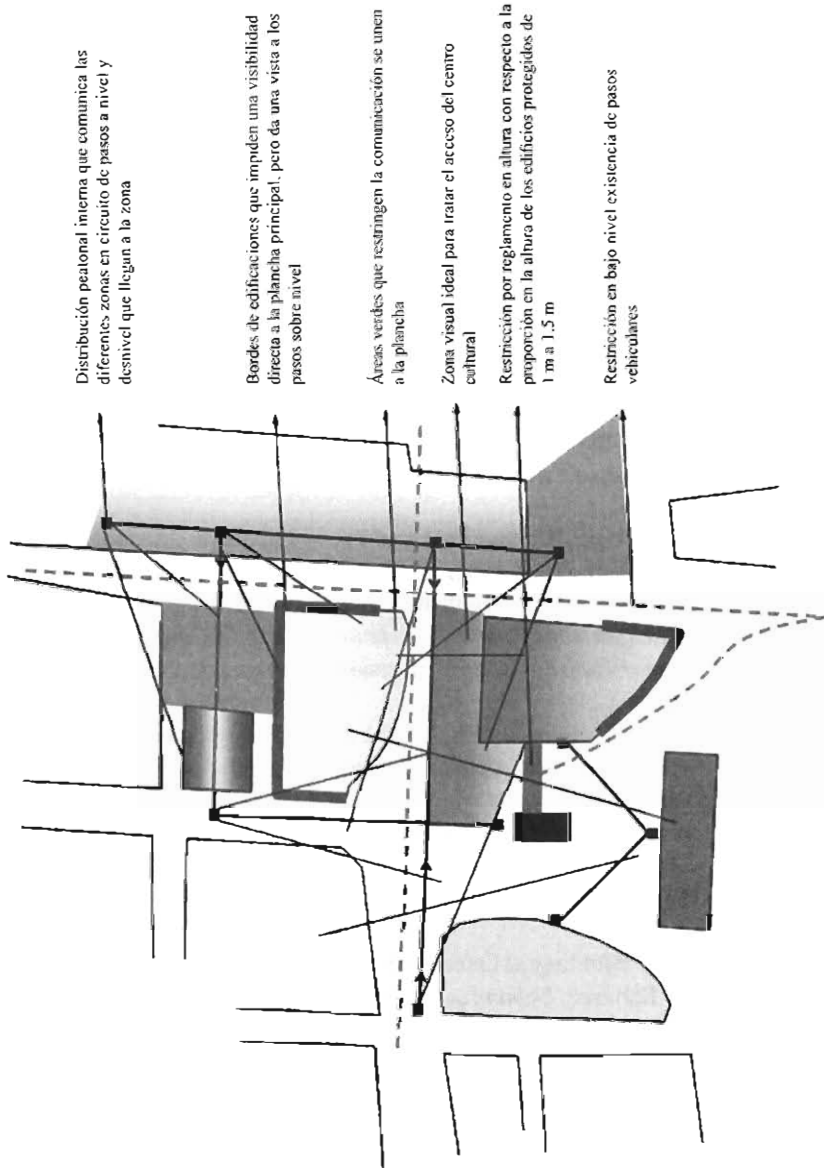 Distribución peatonal interna que comunica las
diferentes zonas en circuito de pasos a nivel y
desnivel que llegan a la zona
Bordes de edificaciones que impiden una visibilidad
directa a la plancha principal, pero da una vista a los
pasos sobre nivel
Áreas verdes que restringen la comunicación se unen
a la plancha
Zona visual ideal para tratar el acceso del centro
cultural
Restricción por reglamento en altura con respecto a la
proporción en la altura de los edificios protegidos de
1 m a 1.5 m
Restricción en bajo nivel existencia de pasos
vehiculares